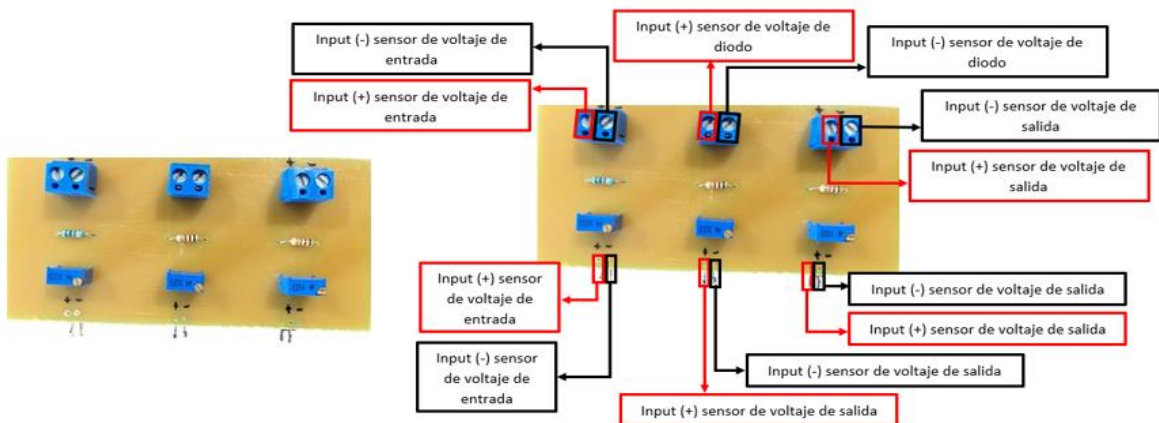 Input (-) sensor de voltaje de
entrada
Input (+) sensor de voltaje de
entrada
Input (+) sensor de voltaje de
diodo
Input (-) sensor de voltaje de
diodo
Input (-) sensor de voltaje de
salida
Input (+) sensor de voltaje de
salida
Input (+) sensor
de voltaje de
entrada
Input (-) sensor
de voltaje de
entrada
Input (-) sensor de voltaje de salida
Input (+) sensor de voltaje de salida
Input (-) sensor de voltaje de salida
Input (+) sensor de voltaje de salida